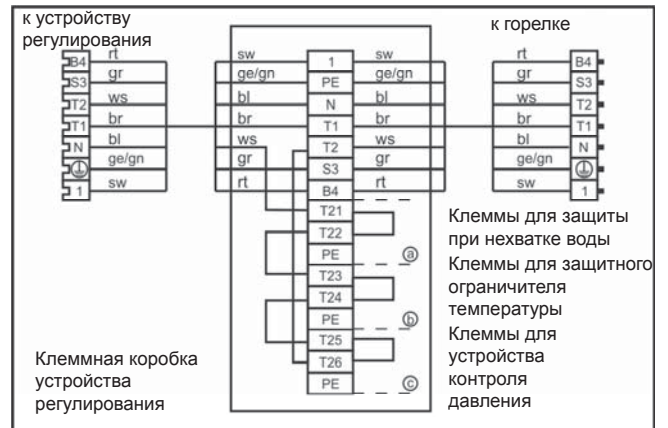 к устройству
регулирования
B4 rt
S3 gr
T2 ws
T1 br
N bl
ge/gn
1 sw
sw 1 sw
ge/gn PE ge/gn
bl N bl
br T1 br
ws T2 ws
gr S3 gr
rt B4 rt
T21
T22
PE a
T23
T24
PE b
T25
T26
PE c
к горелке
rt B4
gr S3
ws T2
br T1
bl N
ge/gn
sw 1
Клеммы для защиты
при нехватке воды
Клеммы для защитного
ограничителя
температуры
Клеммы для
устройства
контроля
давления
Клеммная коробка
устройства
регулирования